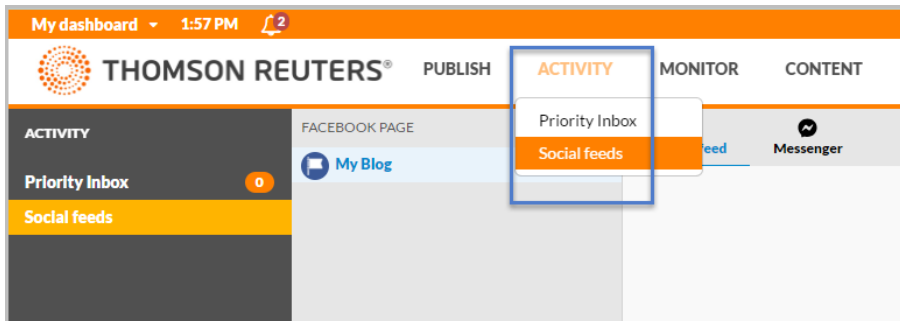 My dashboard 1:57 PM 2
THOMSON REUTERS® PUBLISH ACTIVITY MONITOR CONTENT
ACTIVITY
Priority Inbox 0
Social feeds
FACEBOOK PAGE
My Blog
Priority Inbox
Social feeds
feed
Messenger